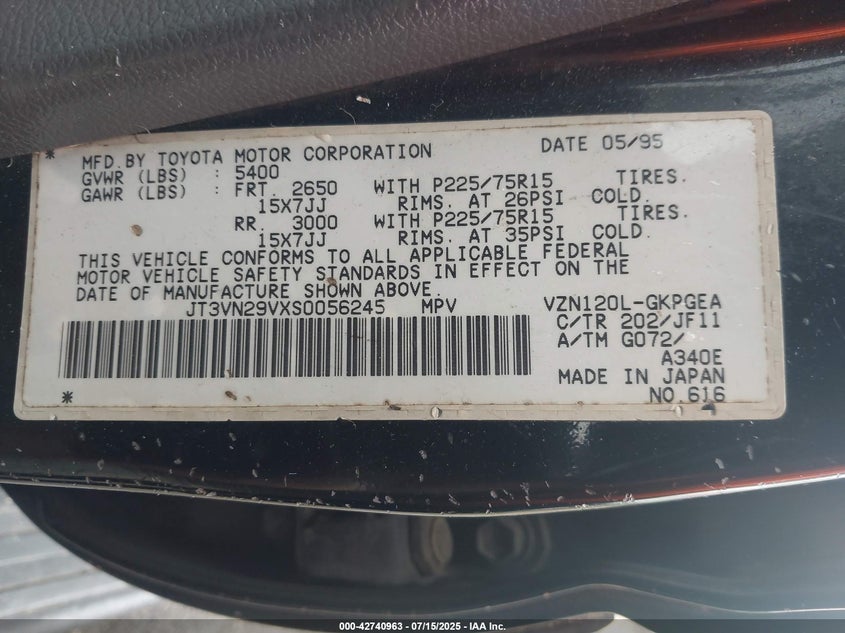 * MFD.BY TOYOTA MOTOR CORPORATION DATE 05/95
GVWR (LBS) : 5400
GAWR (LBS) : FRT. 2650 WITH P225/75R15 TIRES.
15X7JJ RIMS. AT 26PSI COLD.
RR. 3000 WITH P225/75R15 TIRES.
15X7JJ RIMS. AT 35PSI COLD.
THIS VEHICLE CONFORMS TO ALL APPLICABLE FEDERAL
MOTOR VEHICLE SAFETY STANDARDS IN EFFECT ON THE
DATE OF MANUFACTURE SHOWN ABOVE.
JT3VN29VXS0056245 MPV VZN120L-GKPGEA
C/TR 202/JF11
A/TM G072/
A340E
MADE IN JAPAN
* NO.616
000-42740963 - 07/15/2025 - IAA Inc.